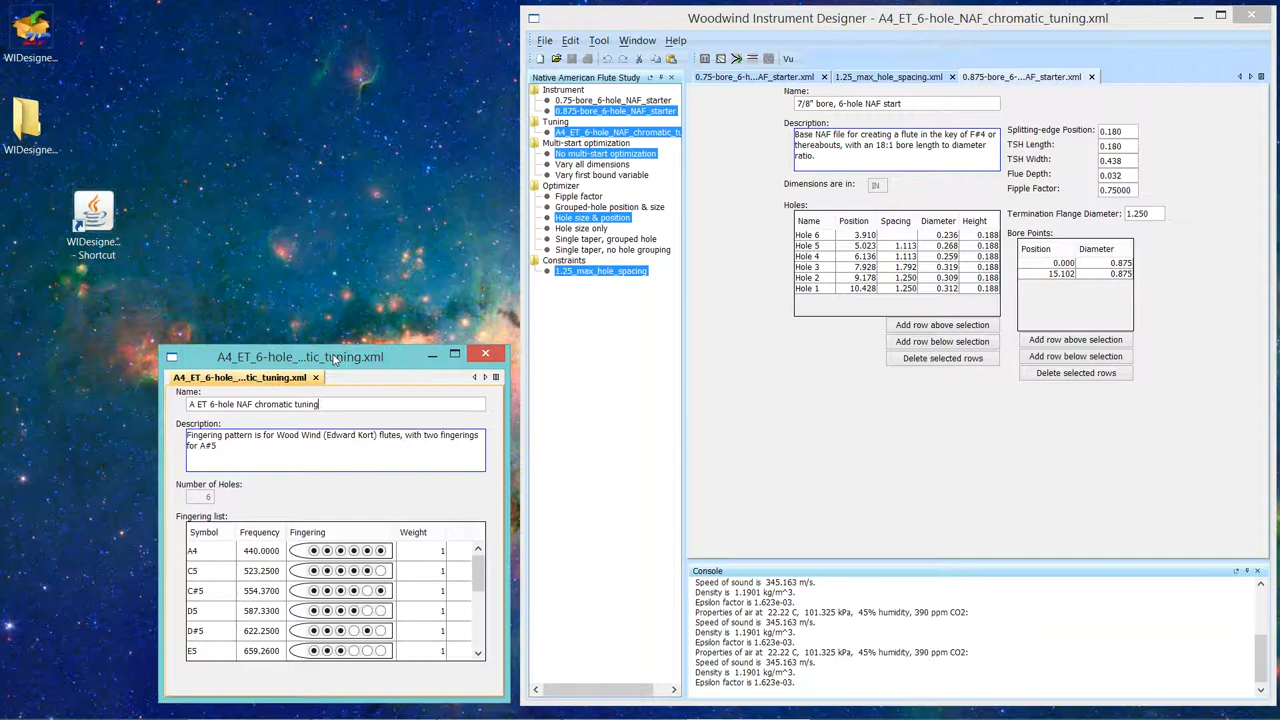 WIDesigne...
WIDesigne...
WIDesigne...
- Shortcut
Woodwind Instrument Designer - A4_ET_6-hole_NAF_chromatic_tuning.xml
File Edit Tool Window Help
Vu
Native American Flute Study
Instrument
0.75-bore_6-hole_NAF_starter
0.875-bore_6-hole_NAF_starter
Tuning
A4_ET_6-hole_NAF_chromatic_tu
Multi-start optimization
No multi-start optimization
Vary all dimensions
Vary first bound variable
Optimizer
Fipple factor
Grouped-hole position & size
Hole size & position
Hole size only
Single taper, grouped hole
Single taper, no hole grouping
Constraints
1.25_max_hole_spacing
0.75-bore_6-h...AF_starter.xml 1.25_max_hole_spacing.xml 0.875-bore_6-...AF_starter.xml
Name:
7/8" bore, 6-hole NAF start
Description:
Base NAF file for creating a flute in the key of F#4 or
thereabouts, with an 18:1 bore length to diameter
ratio.
Dimensions are in: IN
Holes:
Name Position Spacing Diameter Height
Hole 6 3.910 0.236 0.188
Hole 5 5.023 1.113 0.268 0.188
Hole 4 6.136 1.113 0.259 0.188
Hole 3 7.928 1.792 0.319 0.188
Hole 2 9.178 1.250 0.309 0.188
Hole 1 10.428 1.250 0.312 0.188
Add row above selection
Add row below selection
Delete selected rows
Splitting-edge Position: 0.180
TSH Length: 0.180
TSH Width: 0.438
Flue Depth: 0.032
Fipple Factor: 0.75000
Termination Flange Diameter: 1.250
Bore Points:
Position Diameter
0.000 0.875
15.102 0.875
Add row above selection
Add row below selection
Delete selected rows
Console
Speed of sound is 345.163 m/s.
Density is 1.1901 kg/m^3.
Epsilon factor is 1.623e-03.
Properties of air at 22.22 C, 101.325 kPa, 45% humidity, 390 ppm CO2:
Speed of sound is 345.163 m/s.
Density is 1.1901 kg/m^3.
Epsilon factor is 1.623e-03.
Properties of air at 22.22 C, 101.325 kPa, 45% humidity, 390 ppm CO2:
Speed of sound is 345.163 m/s.
Density is 1.1901 kg/m^3.
Epsilon factor is 1.623e-03.
A4_ET_6-hole_...tic_tuning.xml
A4_ET_6-hole_...tic_tuning.xml
Name:
A ET 6-hole NAF chromatic tuning
Description:
Fingering pattern is for Wood Wind (Edward Kort) flutes, with two fingerings
for A#5
Number of Holes:
6
Fingering list:
Symbol Frequency Fingering Weight
A4 440.0000 1
C5 523.2500 1
C#5 554.3700 1
D5 587.3300 1
D#5 622.2500 1
E5 659.2600 1